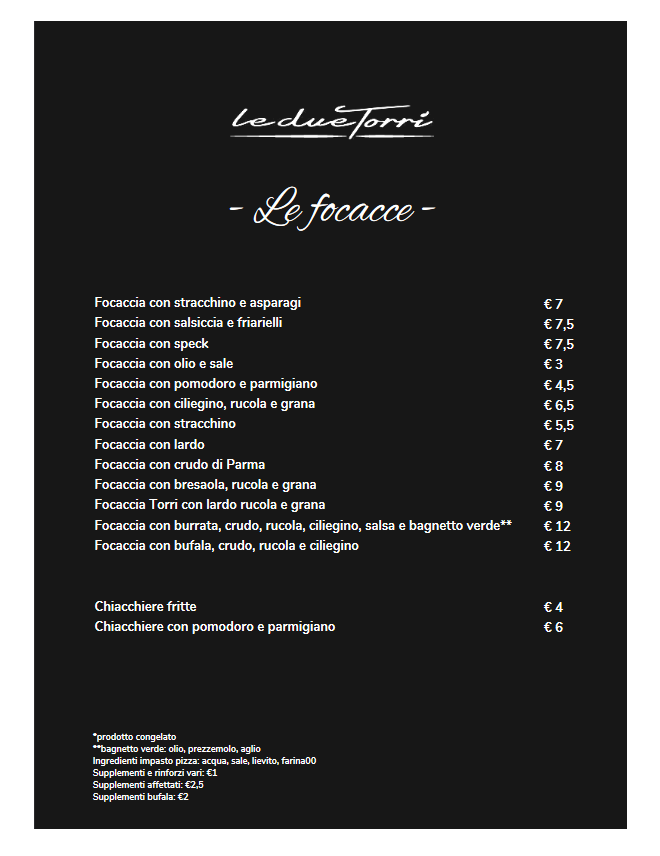 le due Torri
- Le focacce -
Focaccia con stracchino e asparagi € 7
Focaccia con salsiccia e friarielli € 7,5
Focaccia con speck € 7,5
Focaccia con olio e sale € 3
Focaccia con pomodoro e parmigiano € 4,5
Focaccia con ciliegino, rucola e grana € 6,5
Focaccia con stracchino € 5,5
Focaccia con lardo € 7
Focaccia con crudo di Parma € 8
Focaccia con bresaola, rucola e grana € 9
Focaccia Torri con lardo rucola e grana € 9
Focaccia con burrata, crudo, rucola, ciliegino, salsa e bagnetto verde** € 12
Focaccia con bufala, crudo, rucola e ciliegino € 12
Chiacchiere fritte € 4
Chiacchiere con pomodoro e parmigiano € 6
*prodotto congelato
**bagnetto verde: olio, prezzemolo, aglio
Ingredienti impasto pizza: acqua, sale, lievito, farina00
Supplementi e rinforzi vari: €1
Supplementi affettati: €2,5
Supplementi bufala: €2